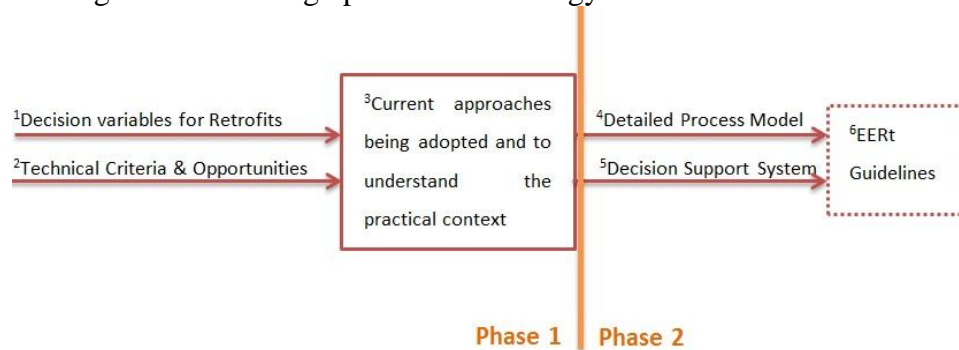 ¹Decision variables for Retrofits
²Technical Criteria & Opportunities
³Current approaches
being adopted and to
understand the
practical context
⁴Detailed Process Model
⁵Decision Support System
⁶EERt
Guidelines
Phase 1
Phase 2